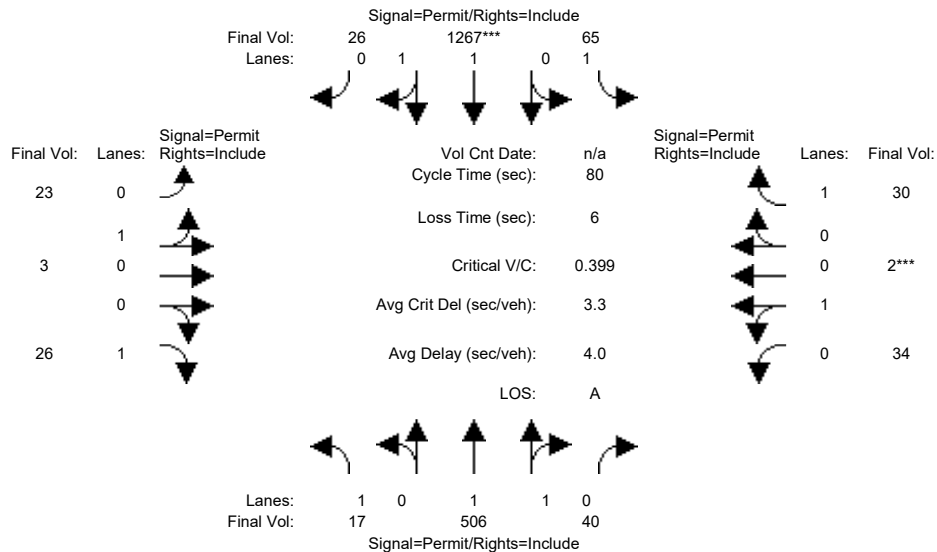 Signal=Permit/Rights=Include
Final Vol: 26 1267*** 65
Lanes: 0 1 1 0 1
Signal=Permit Signal=Permit
Final Vol: Lanes: Rights=Include Vol Cnt Date: n/a Rights=Include Lanes: Final Vol:
Cycle Time (sec): 80
23 0 1 30
Loss Time (sec): 6
1 0
3 0 Critical V/C: 0.399 0 2***
0 Avg Crit Del (sec/veh): 3.3 1
26 1 Avg Delay (sec/veh): 4.0 0 34
LOS: A
Lanes: 1 0 1 1 0
Final Vol: 17 506 40
Signal=Permit/Rights=Include